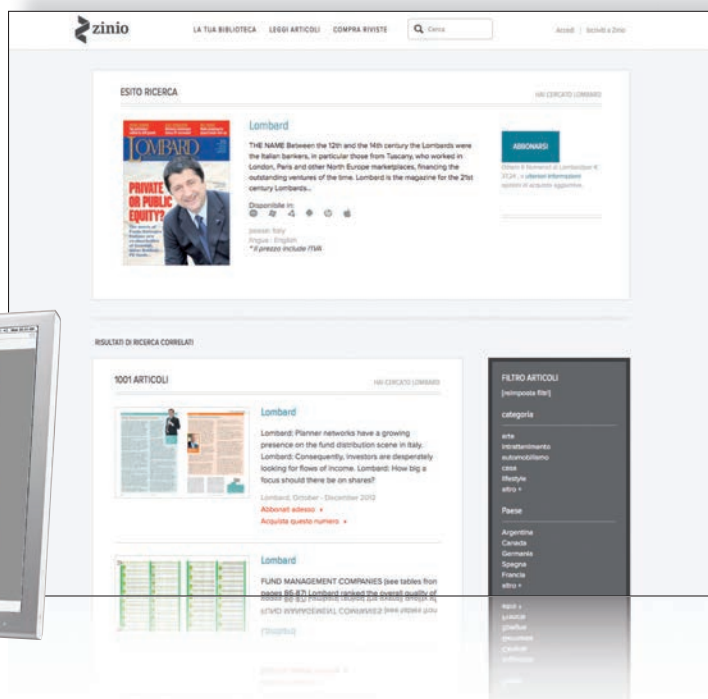 zinio
LA TUA BIBLIOTECA LEGGI ARTICOLI COMPRA RIVISTE Cerca Accedi | Iscriviti a Zinio
ESITO RICERCA
HAI CERCATO LOMBARD
LOMBARD
PRIVATE
OR PUBLIC
EQUITY?
Lombard
THE NAME Between the 12th and the 14th century the Lombards were
the Italian bankers, in particular those from Tuscany, who worked in
London, Paris and other North Europe marketplaces, financing the
outstanding ventures of the time. Lombard is the magazine for the 21st
century Lombards...
Disponibile in:
paese: Italy
lingua : English
* Il prezzo include l'IVA
ABBONARSI
ulteriori informazioni
opzioni di acquisto aggiuntive.
RISULTATI DI RICERCA CORRELATI
1001 ARTICOLI
HAI CERCATO LOMBARD
Lombard
Lombard: Planner networks have a growing
presence on the fund distribution scene in Italy.
Lombard: Consequently, investors are desperately
looking for flows of income. Lombard: How big a
focus should there be on shares?
Lombard, October - December 2013
Abbonati adesso
Acquista questo numero
Lombard
FUND MANAGEMENT COMPANIES (see tables from
pages 86-87) Lombard ranked the overall quality of
FILTRO ARTICOLI
[reimposta filtri]
categoria
arte
intrattenimento
automobilismo
casa
lifestyle
altro +
Paese
Argentina
Canada
Germania
Spagna
Francia
altro +